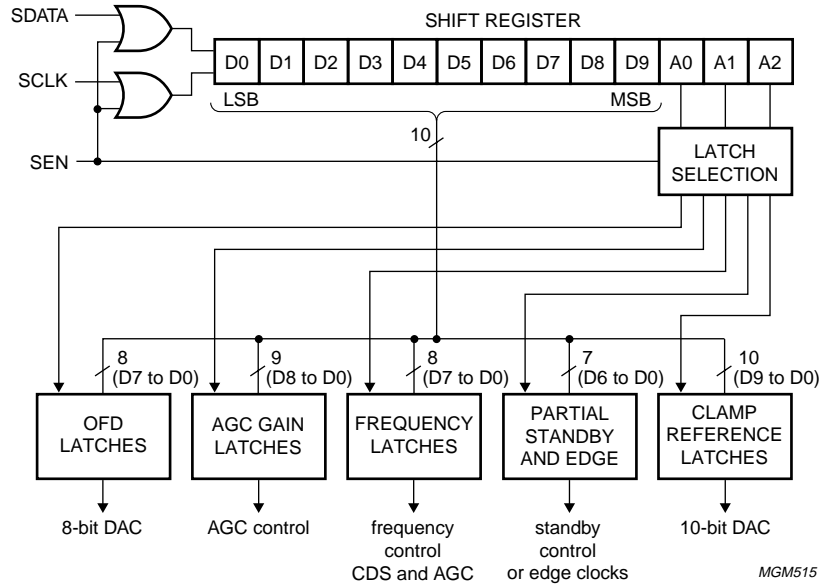 SDATA
SHIFT REGISTER
D0 D1 D2 D3 D4 D5 D6 D7 D8 D9 A0 A1 A2
SCLK
LSB
MSB
10
SEN
LATCH
SELECTION
8
(D7 to D0)
9
(D8 to D0)
8
(D7 to D0)
7
(D6 to D0)
10
(D9 to D0)
OFD
LATCHES
AGC GAIN
LATCHES
FREQUENCY
LATCHES
PARTIAL
STANDBY
AND EDGE
CLAMP
REFERENCE
LATCHES
8-bit DAC
AGC control
frequency
control
CDS and AGC
standby
control
or edge clocks
10-bit DAC
MGM515